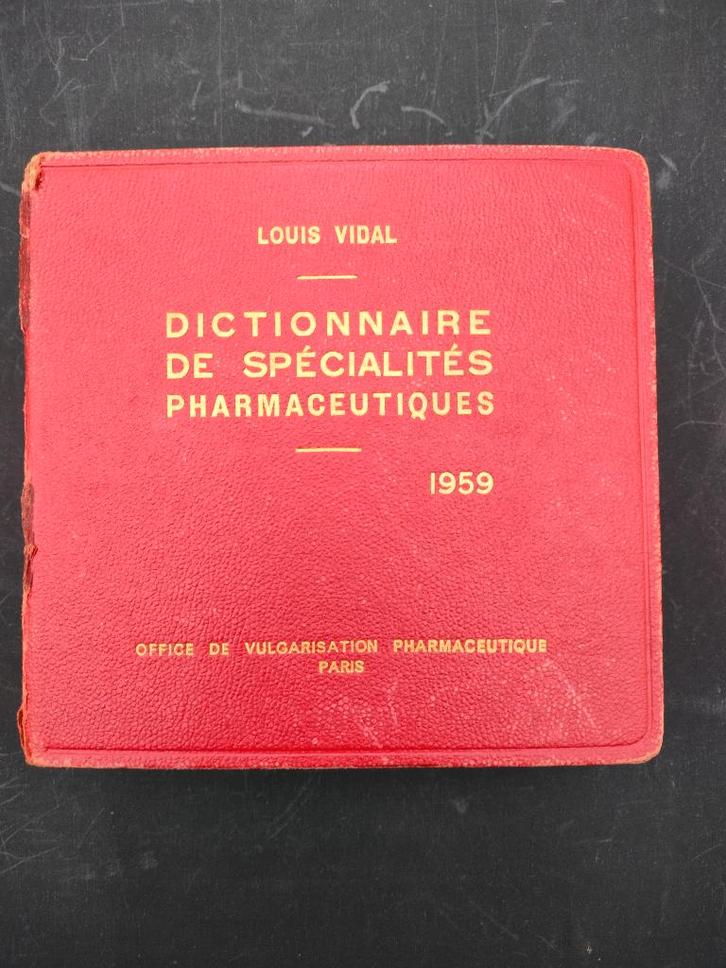 LOUIS VIDAL
DICTIONNAIRE
DE SPÉCIALITÉS
PHARMACEUTIQUES
1959
OFFICE DE VULGARISATION PHARMACEUTIQUE
PARIS